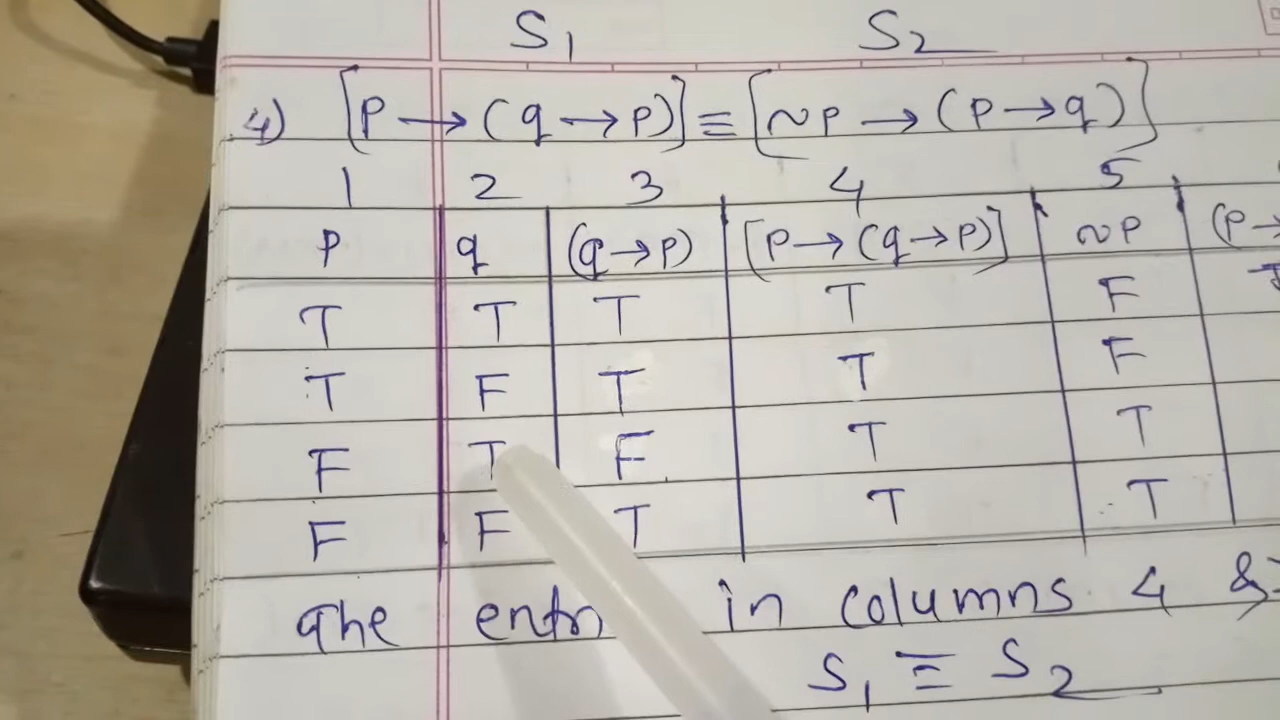 S₁ S₂
4) [P → (q → P)] ≡ [~P → (P → q)]
1 2 3 4 5
P q (q → P) [P → (q → P)] ~P (P →
T T T T F T
T F T T F
F T F T T
F F T T T
The in columns 4 &
S₁ ≡ S₂